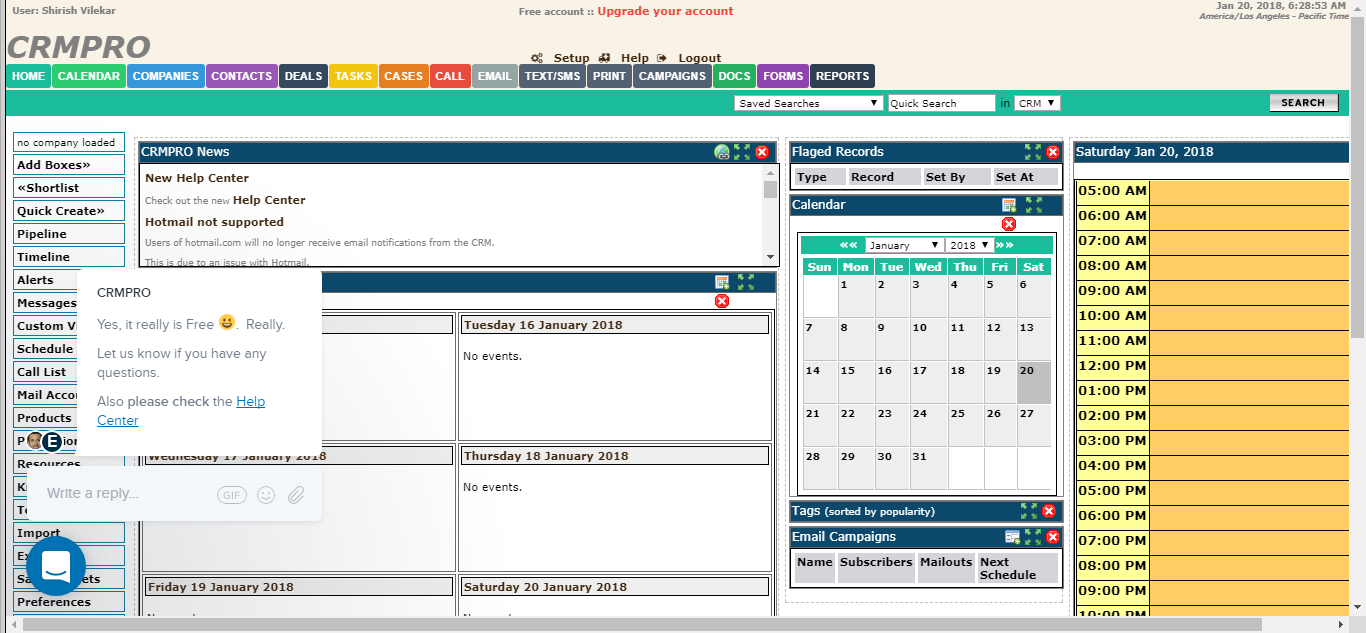 User: Shirish Vilekar
Free account :: Upgrade your account
Jan 20, 2018, 6:28:53 AM
America/Los Angeles - Pacific Time
CRMPRO
Setup Help Logout
HOME CALENDAR COMPANIES CONTACTS DEALS TASKS CASES CALL EMAIL TEXT/SMS PRINT CAMPAIGNS DOCS FORMS REPORTS
Saved Searches Quick Search in CRM SEARCH
no company loaded
Add Boxes»
«Shortlist
Quick Create»
Pipeline
Timeline
Alerts
Messages
Custom V
Schedule
Call List
Mail Accou
Products
P
Resources
Import
Ex
Sa
ets
Preferences
CRMPRO News
New Help Center
Check out the new Help Center
Hotmail not supported
Users of hotmail.com will no longer receive email notifications from the CRM.
This is due to an issue with Hotmail.
CRMPRO
Yes, it really is Free 😀. Really.
Let us know if you have any
questions.
Also please check the Help
Center
E
Write a reply...
GIF
Tuesday 16 January 2018
No events.
Wednesday 17 January 2018
Thursday 18 January 2018
No events.
Friday 19 January 2018
Saturday 20 January 2018
Flaged Records
Type Record Set By Set At
Calendar
«« January 2018 »»
Sun Mon Tue Wed Thu Fri Sat
1 2 3 4 5 6
7 8 9 10 11 12 13
14 15 16 17 18 19 20
21 22 23 24 25 26 27
28 29 30 31
Tags (sorted by popularity)
Email Campaigns
Name Subscribers Mailouts Next
Schedule
Saturday Jan 20, 2018
05:00 AM
06:00 AM
07:00 AM
08:00 AM
09:00 AM
10:00 AM
11:00 AM
12:00 PM
01:00 PM
02:00 PM
03:00 PM
04:00 PM
05:00 PM
06:00 PM
07:00 PM
08:00 PM
09:00 PM
10:00 PM